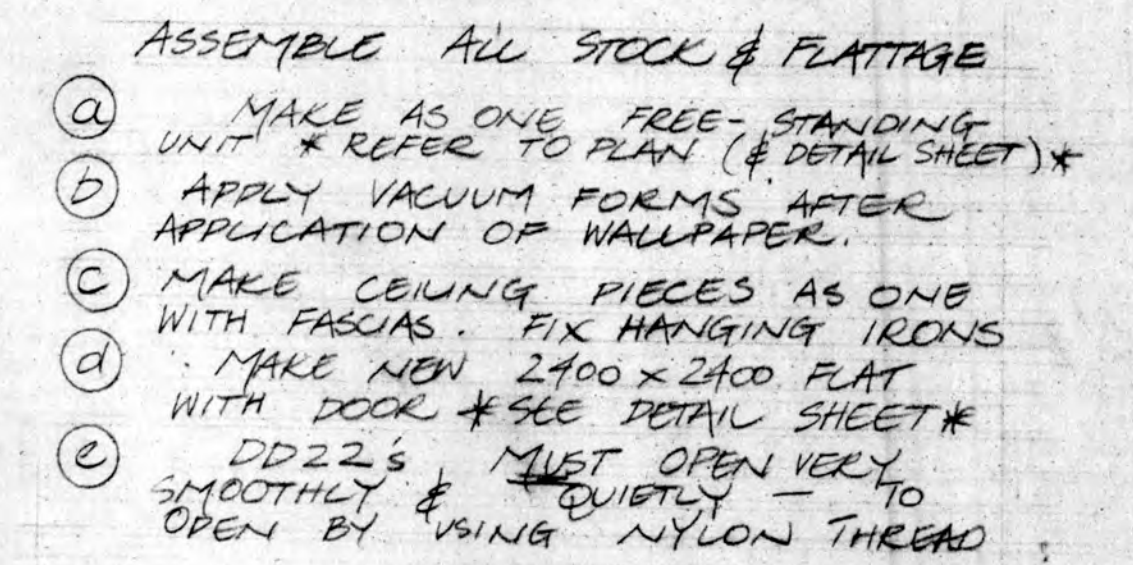 ASSEMBLE ALL STOCK & FLATTAGE
(a) MAKE AS ONE FREE-STANDING
UNIT * REFER TO PLAN (& DETAIL SHEET) *
(b) APPLY VACUUM FORMS AFTER
APPLICATION OF WALLPAPER.
(c) MAKE CEILING PIECES AS ONE
WITH FASCIAS. FIX HANGING IRONS
(d) MAKE NEW 2400 x 2400 FLAT
WITH DOOR * SEE DETAIL SHEET *
(e) DD22's MUST OPEN VERY
SMOOTHLY & QUIETLY — TO
OPEN BY USING NYLON THREAD